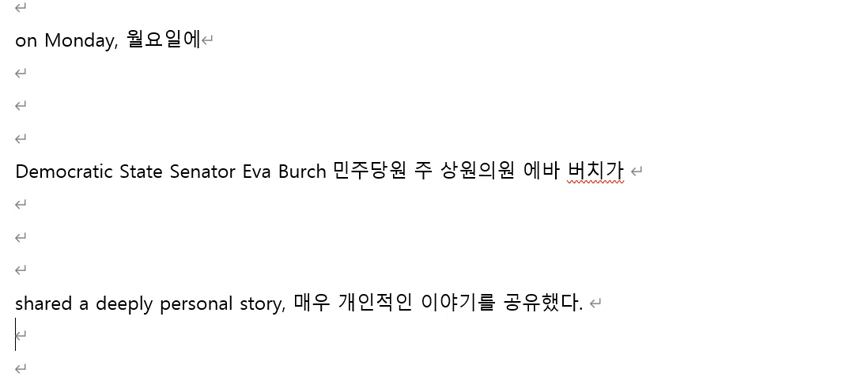 on Monday, 월요일에
Democratic State Senator Eva Burch 민주당원 주 상원의원 에바 버치가
shared a deeply personal story, 매우 개인적인 이야기를 공유했다.